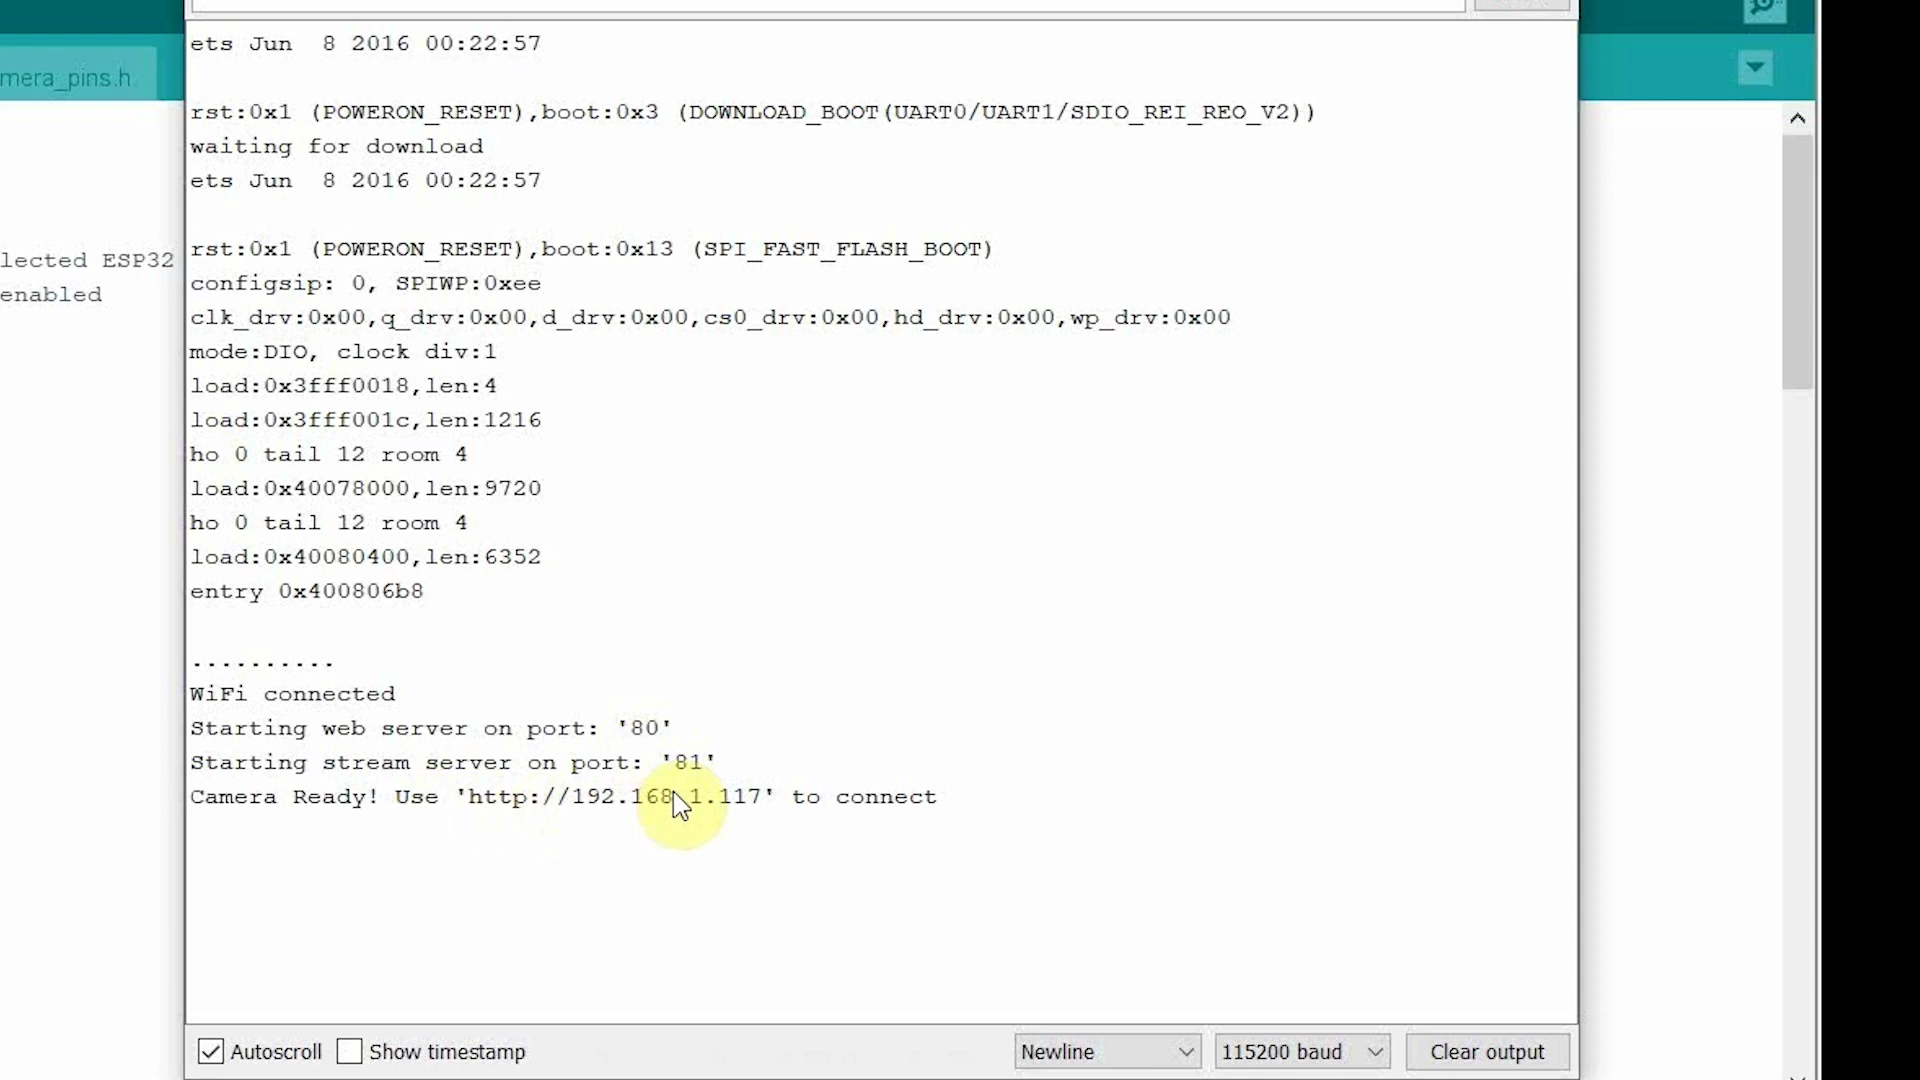 mera_pins.h
lected ESP32
enabled
ets Jun  8 2016 00:22:57
rst:0x1 (POWERON_RESET),boot:0x3 (DOWNLOAD_BOOT(UART0/UART1/SDIO_REI_REO_V2))
waiting for download
ets Jun  8 2016 00:22:57
rst:0x1 (POWERON_RESET),boot:0x13 (SPI_FAST_FLASH_BOOT)
configsip: 0, SPIWP:0xee
clk_drv:0x00,q_drv:0x00,d_drv:0x00,cs0_drv:0x00,hd_drv:0x00,wp_drv:0x00
mode:DIO, clock div:1
load:0x3fff0018,len:4
load:0x3fff001c,len:1216
ho 0 tail 12 room 4
load:0x40078000,len:9720
ho 0 tail 12 room 4
load:0x40080400,len:6352
entry 0x400806b8
..........
WiFi connected
Starting web server on port: '80'
Starting stream server on port: '81'
Camera Ready! Use 'http://192.168.1.117' to connect
Autoscroll
Show timestamp
Newline
115200 baud
Clear output